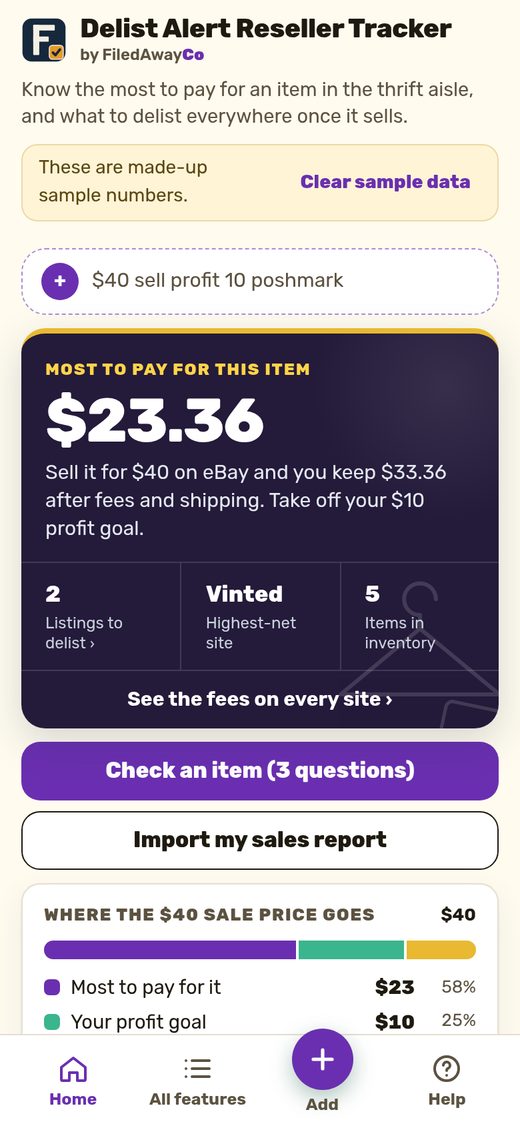 F
Delist Alert Reseller Tracker
by FiledAwayCo
Know the most to pay for an item in the thrift aisle,
and what to delist everywhere once it sells.
These are made-up
sample numbers.
Clear sample data
+ $40 sell profit 10 poshmark
MOST TO PAY FOR THIS ITEM
$23.36
Sell it for $40 on eBay and you keep $33.36
after fees and shipping. Take off your $10
profit goal.
2
Listings to
delist ›
Vinted
Highest-net
site
5
Items in
inventory
See the fees on every site ›
Check an item (3 questions)
Import my sales report
WHERE THE $40 SALE PRICE GOES $40
Most to pay for it $23 58%
Your profit goal $10 25%
Home
All features
+
Add
?
Help